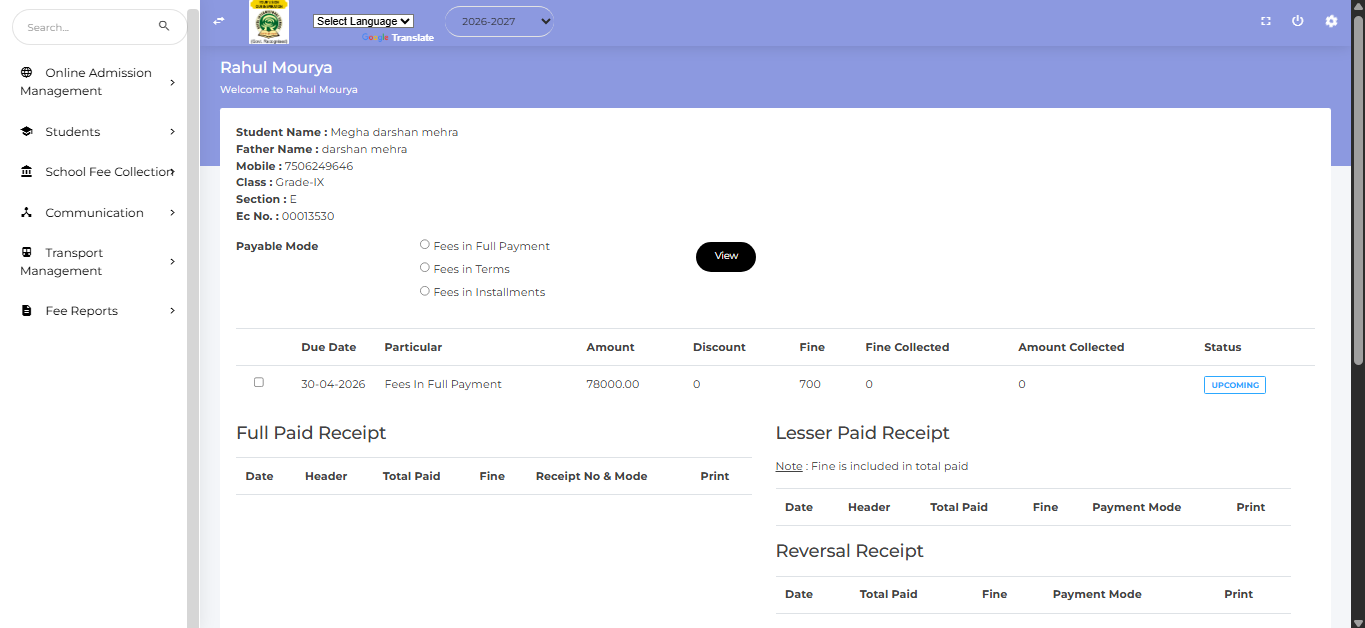 Search...
Select Language
2026-2027
Google Translate
Online Admission
Management
Students
School Fee Collection
Communication
Transport
Management
Fee Reports
Rahul Mourya
Welcome to Rahul Mourya
Student Name : Megha darshan mehra
Father Name : darshan mehra
Mobile : 7506249646
Class : Grade-IX
Section : E
Ec No. : 00013530
Payable Mode
Fees in Full Payment
Fees in Terms
Fees in Installments
View
Due Date Particular Amount Discount Fine Fine Collected Amount Collected Status
30-04-2026 Fees In Full Payment 78000.00 0 700 0 0 UPCOMING
Full Paid Receipt
Date Header Total Paid Fine Receipt No & Mode Print
Lesser Paid Receipt
Note : Fine is included in total paid
Date Header Total Paid Fine Payment Mode Print
Reversal Receipt
Date Total Paid Fine Payment Mode Print